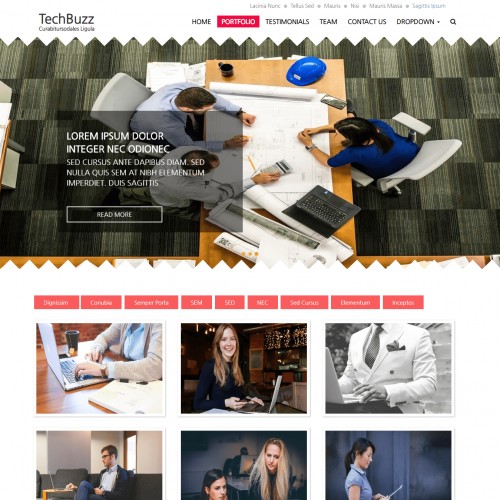 Lacinia Nunc Tellus Sed Mauris Nisi Mauris Massa Sagittis Ipsum
TechBuzz
Curabitursodales Ligula
HOME PORTFOLIO TESTIMONIALS TEAM CONTACT US DROPDOWN
LOREM IPSUM DOLOR
INTEGER NEC ODIONEC
SED CURSUS ANTE DAPIBUS DIAM. SED
NULLA QUIS SEM AT NIBH ELEMENTUM
IMPERDIET. DUIS SAGITTIS
READ MORE
Dignissim Conubia Semper Porta SEM SED NEC Sed Cursus Elementum Inceptos